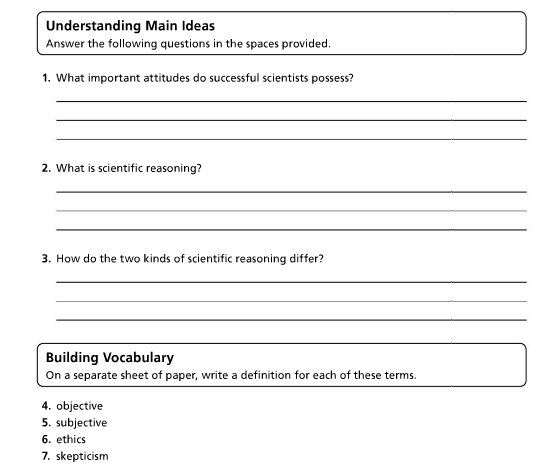 Understanding Main Ideas
Answer the following questions in the spaces provided.
1. What important attitudes do successful scientists possess?
2. What is scientific reasoning?
3. How do the two kinds of scientific reasoning differ?
Building Vocabulary
On a separate sheet of paper, write a definition for each of these terms.
4. objective
5. subjective
6. ethics
7. skepticism